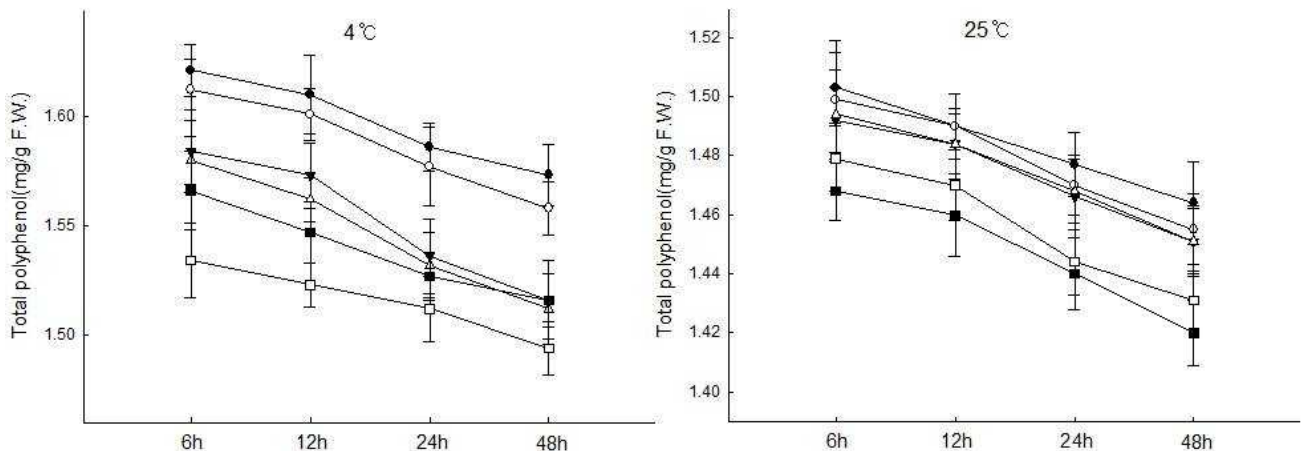 4℃
Total polyphenol(mg/g F.W.)
1.60
1.55
1.50
6h
12h
24h
48h
25℃
Total polyphenol(mg/g F.W.)
1.52
1.50
1.48
1.46
1.44
1.42
1.40
6h
12h
24h
48h